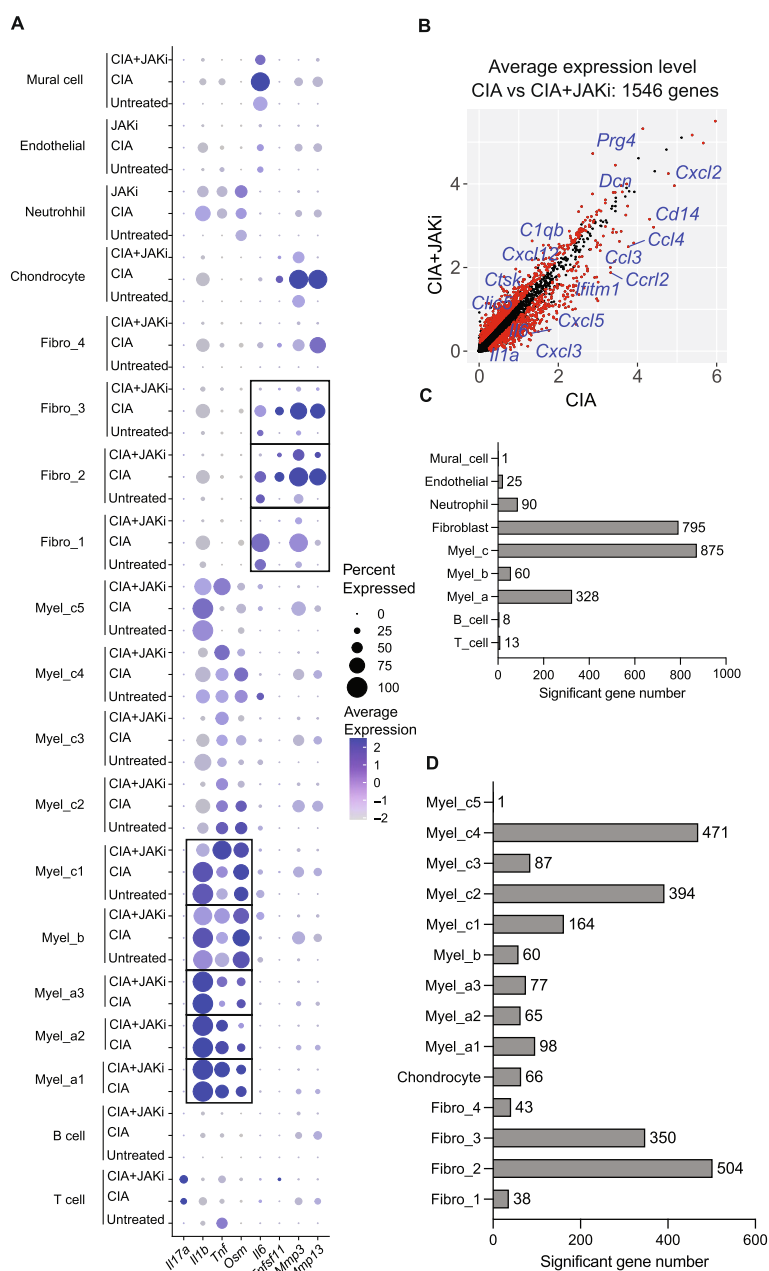 A
Mural cell
CIA+JAKi
CIA
Untreated
Endothelial
JAKi
CIA
Untreated
Neutrohhil
JAKi
CIA
Untreated
Chondrocyte
CIA+JAKi
CIA
Untreated
Fibro_4
CIA+JAKi
CIA
Untreated
Fibro_3
CIA+JAKi
CIA
Untreated
Fibro_2
CIA+JAKi
CIA
Untreated
Fibro_1
CIA+JAKi
CIA
Untreated
Myel_c5
CIA+JAKi
CIA
Untreated
Myel_c4
CIA+JAKi
CIA
Untreated
Myel_c3
CIA+JAKi
CIA
Untreated
Myel_c2
CIA+JAKi
CIA
Untreated
Myel_c1
CIA+JAKi
CIA
Untreated
Myel_b
CIA+JAKi
CIA
Untreated
Myel_a3
CIA+JAKi
CIA
Myel_a2
CIA+JAKi
CIA
Myel_a1
CIA+JAKi
CIA
B cell
CIA+JAKi
CIA
Untreated
T cell
CIA+JAKi
CIA
Untreated
Il17a
Il1b
Tnf
Osm
Il6
Mmp3
Percent
Expressed
0
25
50
75
100
Average
Expression
2
1
0
−1
−2
B
Average expression level
CIA vs CIA+JAKi: 1546 genes
CIA+JAKi
4
2
0
0 2 4 6
CIA
Prg4
Dcn
Cxcl2
Cd14
C1qb
Ccl4
Cxcl12
Ccl3
Ctsk
Ccrl2
Ifitm1
Cxcl5
Il1a
Cxcl3
C
Mural_cell 1
Endothelial 25
Neutrophil 90
Fibroblast 795
Myel_c 875
Myel_b 60
Myel_a 328
B_cell 8
T_cell 13
0 200 400 600 800 1000
Significant gene number
D
Myel_c5 1
Myel_c4 471
Myel_c3 87
Myel_c2 394
Myel_c1 164
Myel_b 60
Myel_a3 77
Myel_a2 65
Myel_a1 98
Chondrocyte 66
Fibro_4 43
Fibro_3 350
Fibro_2 504
Fibro_1 38
0 200 400 600
Significant gene number